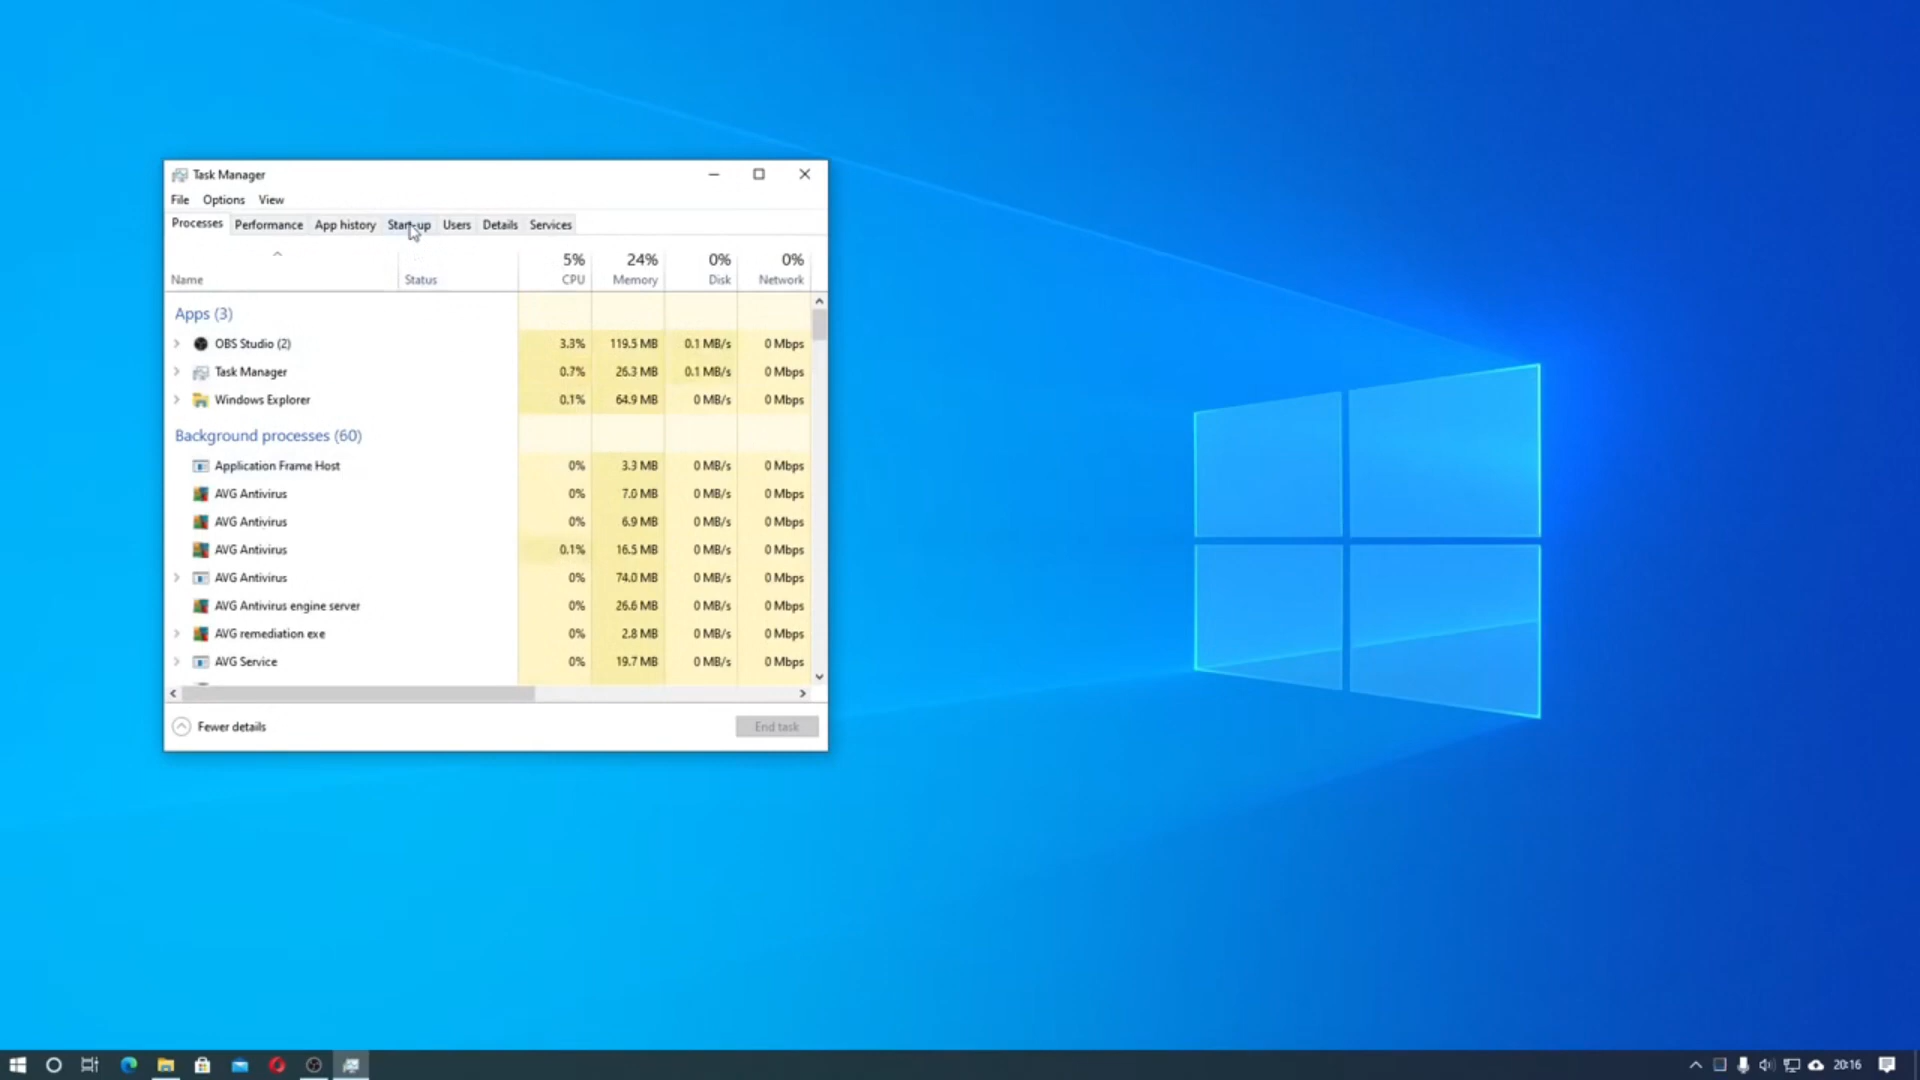 Task Manager
File Options View
Processes Performance App history Start-up Users Details Services
5% 24% 0% 0%
Name Status CPU Memory Disk Network
Apps (3)
OBS Studio (2) 3.3% 119.5 MB 0.1 MB/s 0 Mbps
Task Manager 0.7% 26.3 MB 0.1 MB/s 0 Mbps
Windows Explorer 0.1% 64.9 MB 0 MB/s 0 Mbps
Background processes (60)
Application Frame Host 0% 3.3 MB 0 MB/s 0 Mbps
AVG Antivirus 0% 7.0 MB 0 MB/s 0 Mbps
AVG Antivirus 0% 6.9 MB 0 MB/s 0 Mbps
AVG Antivirus 0.1% 16.5 MB 0 MB/s 0 Mbps
AVG Antivirus 0% 74.0 MB 0 MB/s 0 Mbps
AVG Antivirus engine server 0% 26.6 MB 0 MB/s 0 Mbps
AVG remediation exe 0% 2.8 MB 0 MB/s 0 Mbps
AVG Service 0% 19.7 MB 0 MB/s 0 Mbps
Fewer details End task
20:16